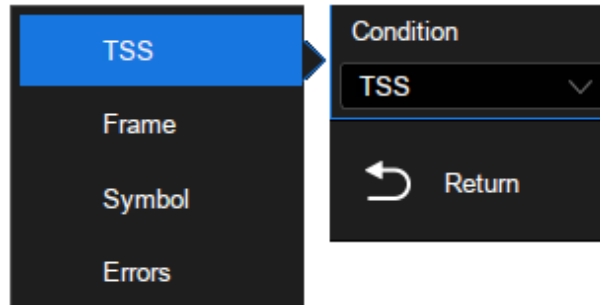 TSS
Frame
Symbol
Errors
Condition
TSS
Return